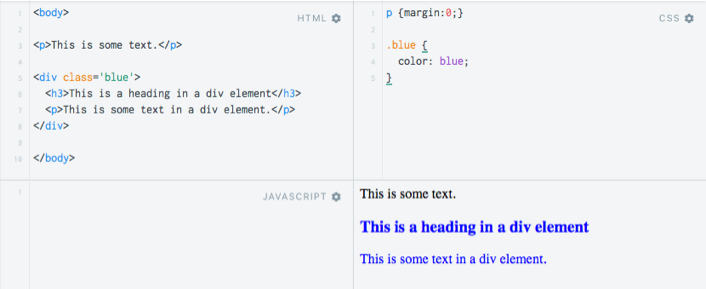 HTML
1 <body>
2
3 <p>This is some text.</p>
4
5 <div class='blue'>
6   <h3>This is a heading in a div element</h3>
7   <p>This is some text in a div element.</p>
8 </div>
9
10 </body>
CSS
1 p {margin:0;}
2
3 .blue {
4   color: blue;
5 }
JAVASCRIPT
1
This is some text.
This is a heading in a div element
This is some text in a div element.